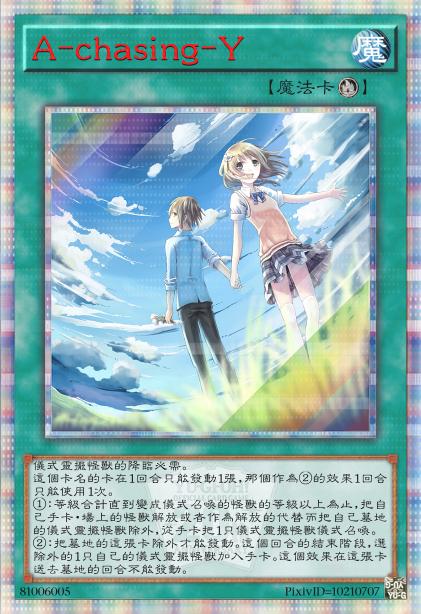 A-chasing-Y
魔
【魔法卡】
儀式靈擺怪獸的降臨必需。
這個卡名的卡在1回合只能發動1張,那個作為②的效果1回合
只能使用1次。
①:等級合計直到變成儀式召喚的怪獸的等級以上為止,把自
己手卡・場上的怪獸解放或者作為解放的代替而把自己墓地
的儀式靈擺怪獸除外,從手卡把1只儀式靈擺怪獸儀式召喚。
②:把墓地的這張卡除外才能發動。這個回合的結束階段,選
除外的1只自己的儀式靈擺怪獸加入手卡。這個效果在這張卡
送去墓地的回合不能發動。
81006005
PixivID=10210707